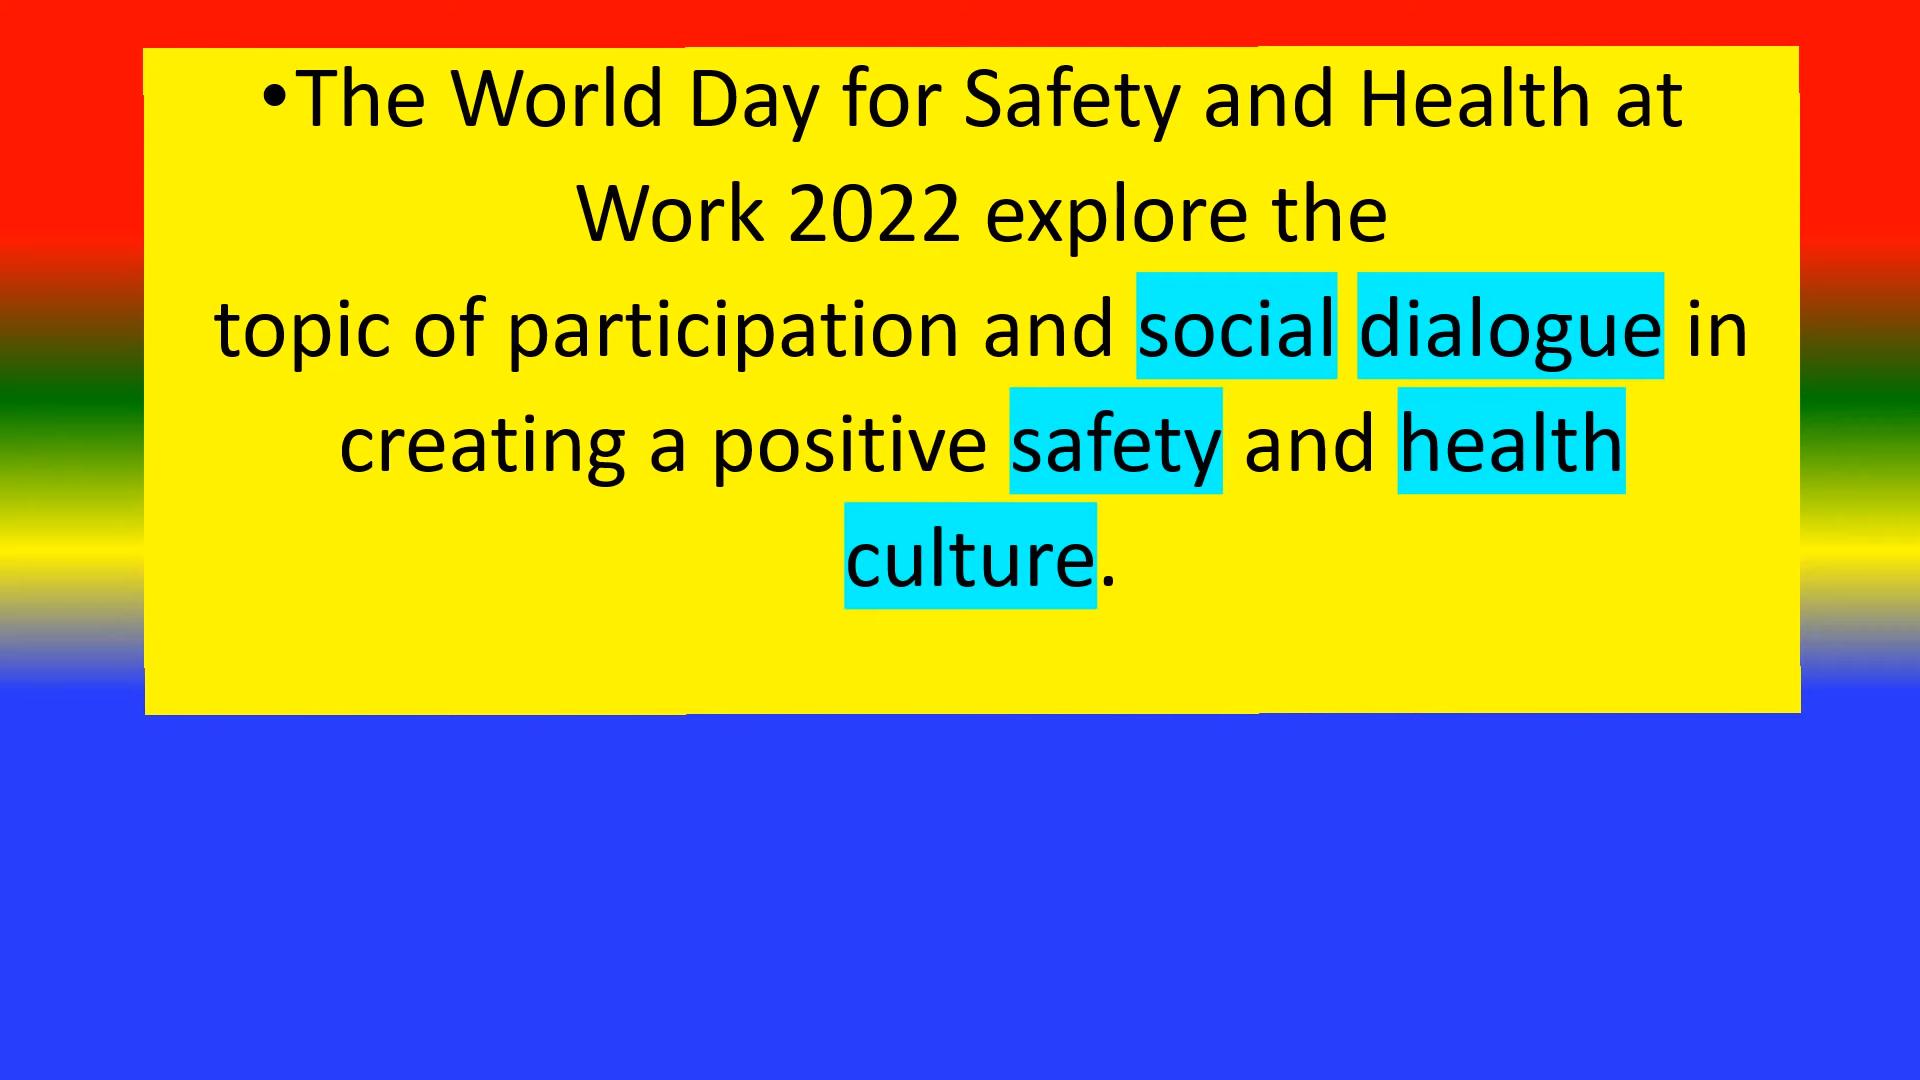 •The World Day for Safety and Health at
Work 2022 explore the
topic of participation and social dialogue in
creating a positive safety and health
culture.